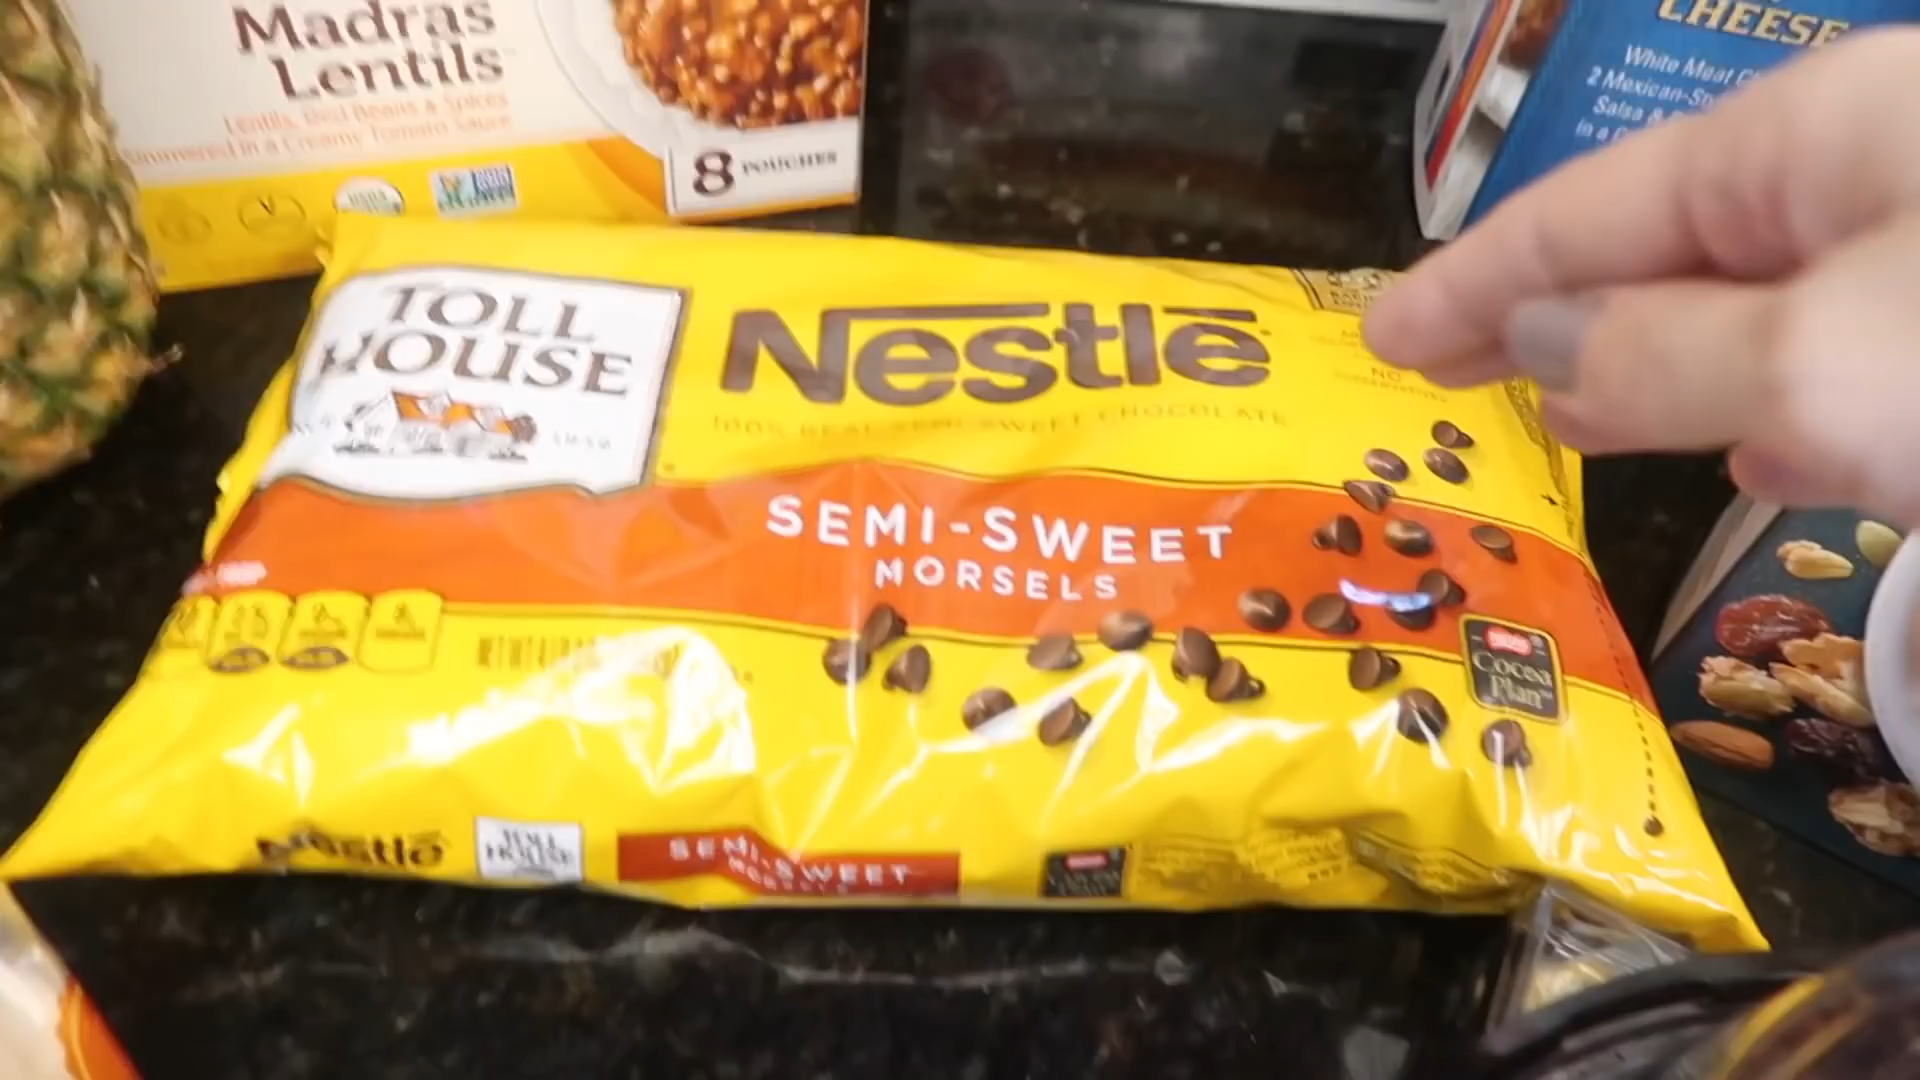 Madras
Lentils
Lentils, Red Beans & Spices
Simmered in a Creamy Tomato Sauce
8 POUCHES
CHEESE
White Meat
2 Mexican-
Salsa &
in a
TOLL
HOUSE
Nestlé
100% REAL SEMI-SWEET CHOCOLATE
NO
SEMI-SWEET
MORSELS
Nestlé
Cocoa
Plan
Nestlé
TOLL
HOUSE
SEMI-SWEET
MORSELS